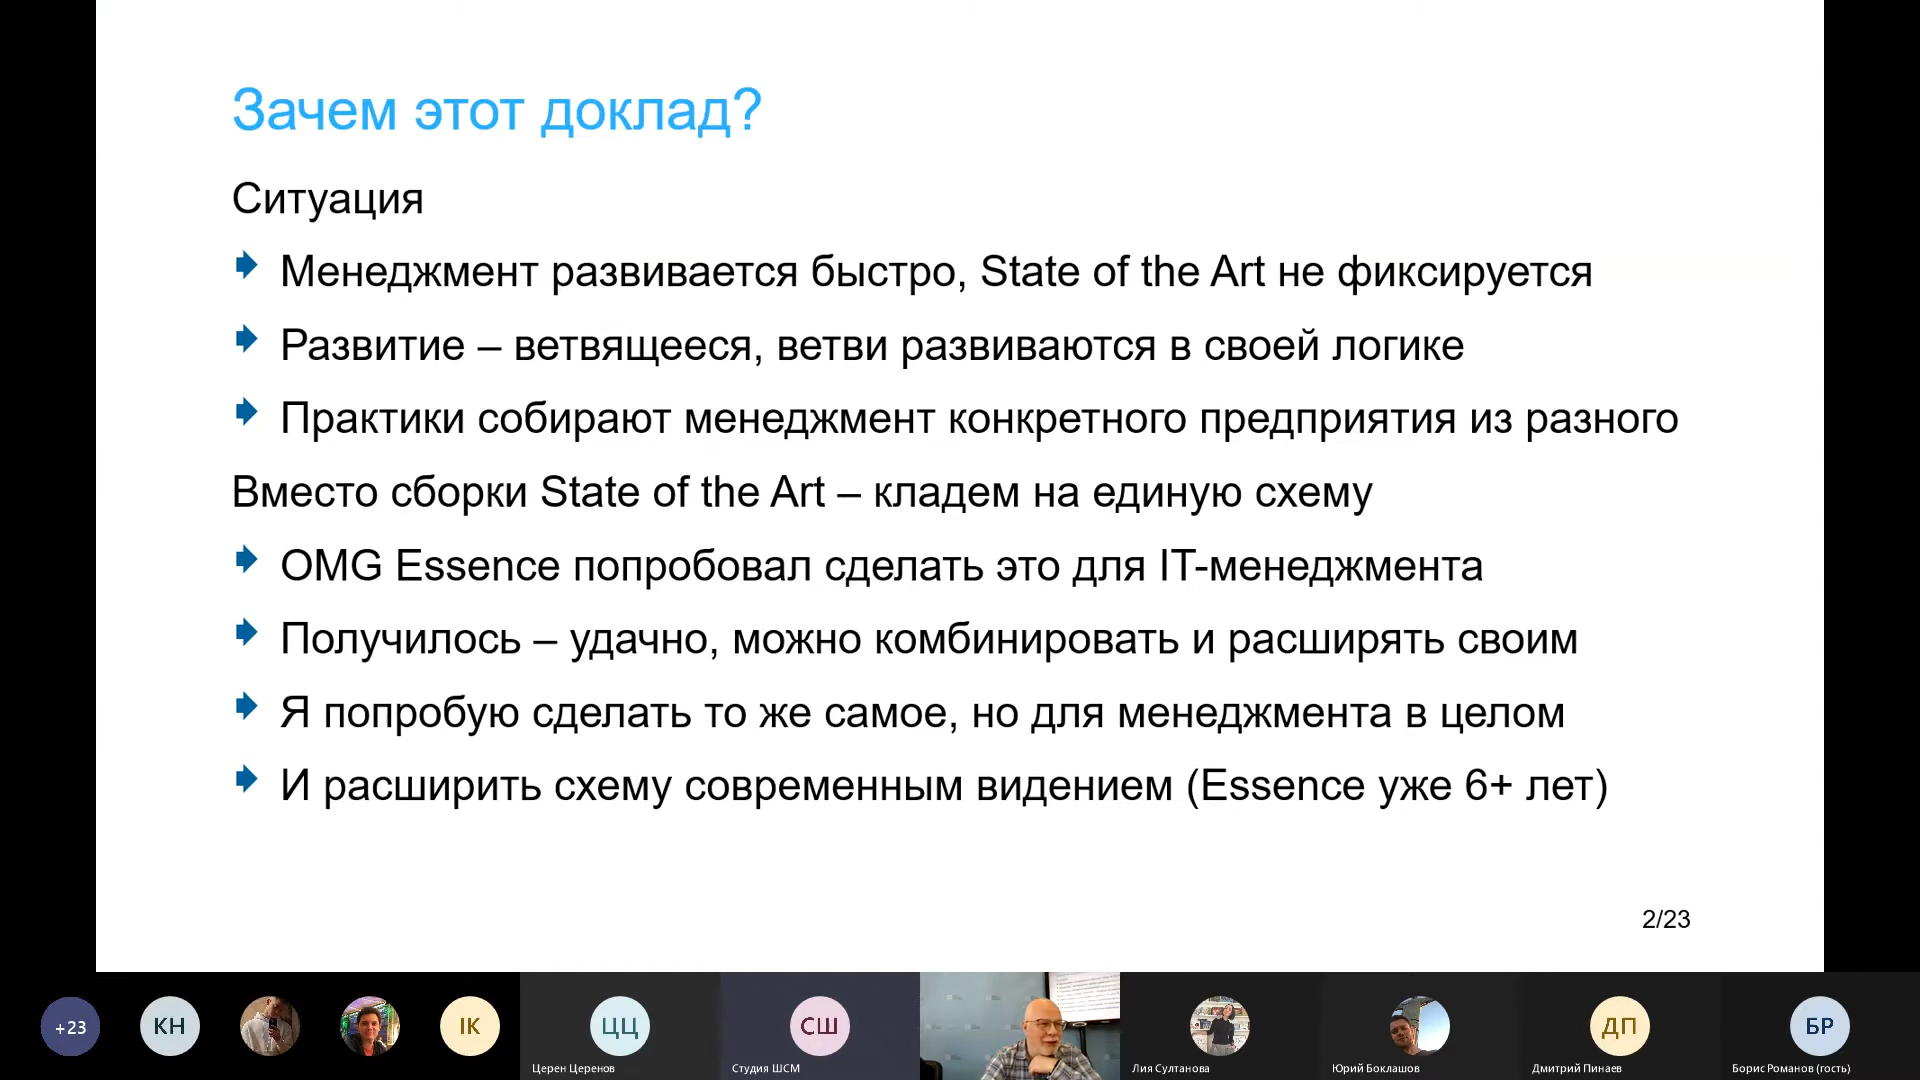 Зачем этот доклад?
Ситуация
Менеджмент развивается быстро, State of the Art не фиксируется
Развитие – ветвящееся, ветви развиваются в своей логике
Практики собирают менеджмент конкретного предприятия из разного
Вместо сборки State of the Art – кладем на единую схему
OMG Essence попробовал сделать это для IT-менеджмента
Получилось – удачно, можно комбинировать и расширять своим
Я попробую сделать то же самое, но для менеджмента в целом
И расширить схему современным видением (Essence уже 6+ лет)
2/23
+23
КН
ІК
ЦЦ
СШ
ДП
БР
Церен Церенов
Студия ШСМ
Лия Султанова
Юрий Боклашов
Дмитрий Пинаев
Борис Романов (гость)